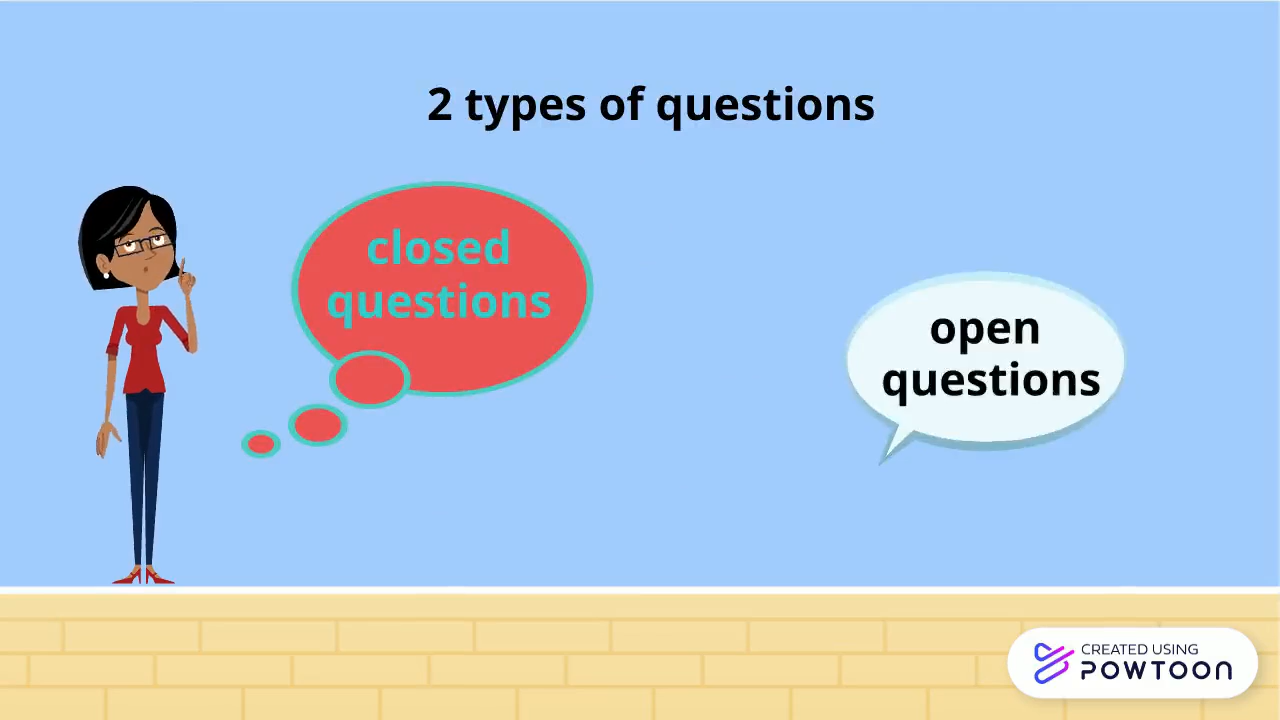 2 types of questions
closed
questions
open
questions
CREATED USING
POWTOON